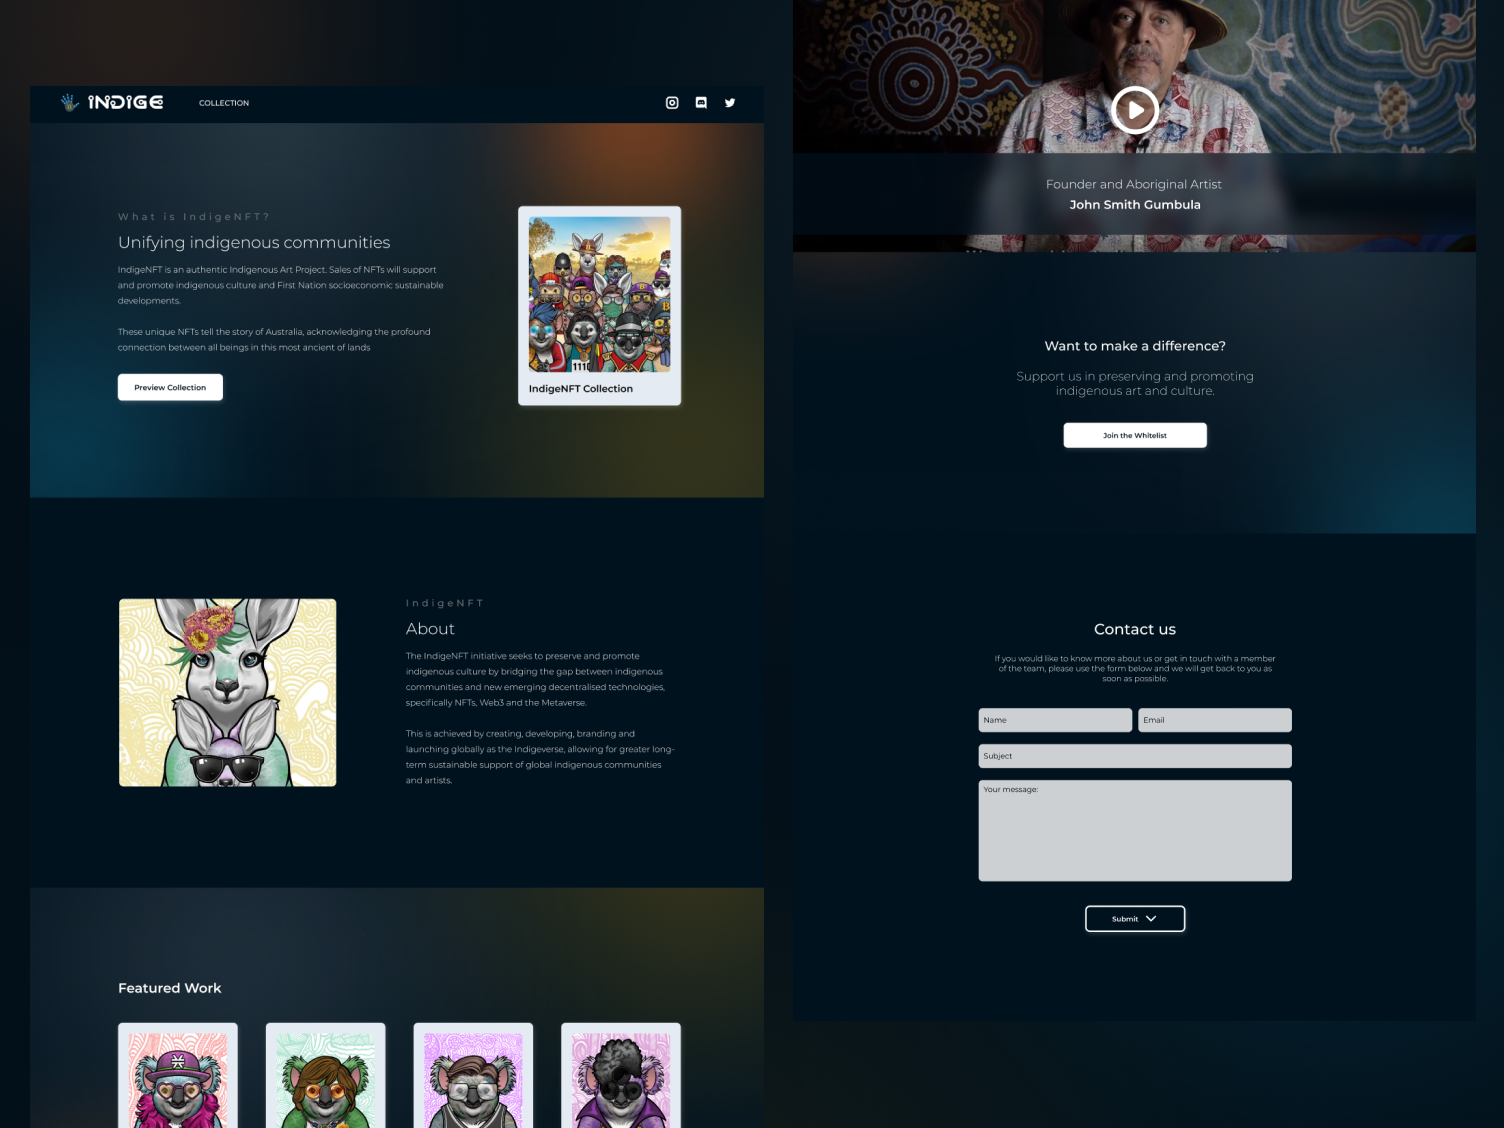 INDIGE
COLLECTION
What is IndigeNFT?
Unifying indigenous communities
IndigeNFT is an authentic Indigenous Art Project. Sales of NFTs will support
and promote indigenous culture and First Nation socioeconomic sustainable
developments.
These unique NFTs tell the story of Australia, acknowledging the profound
connection between all beings in this most ancient of lands
Preview Collection
B
B
1110
IndigeNFT Collection
IndigeNFT
About
The IndigeNFT initiative seeks to preserve and promote
indigenous culture by bridging the gap between indigenous
communities and new emerging decentralised technologies,
specifically NFTs, Web3 and the Metaverse.
This is achieved by creating, developing, branding and
launching globally as the Indigeverse, allowing for greater long-
term sustainable support of global indigenous communities
and artists.
Featured Work
Founder and Aboriginal Artist
John Smith Gumbula
Want to make a difference?
Support us in preserving and promoting
indigenous art and culture.
Join the Whitelist
Contact us
If you would like to know more about us or get in touch with a member
of the team, please use the form below and we will get back to you as
soon as possible.
Name
Email
Subject
Your message:
Submit